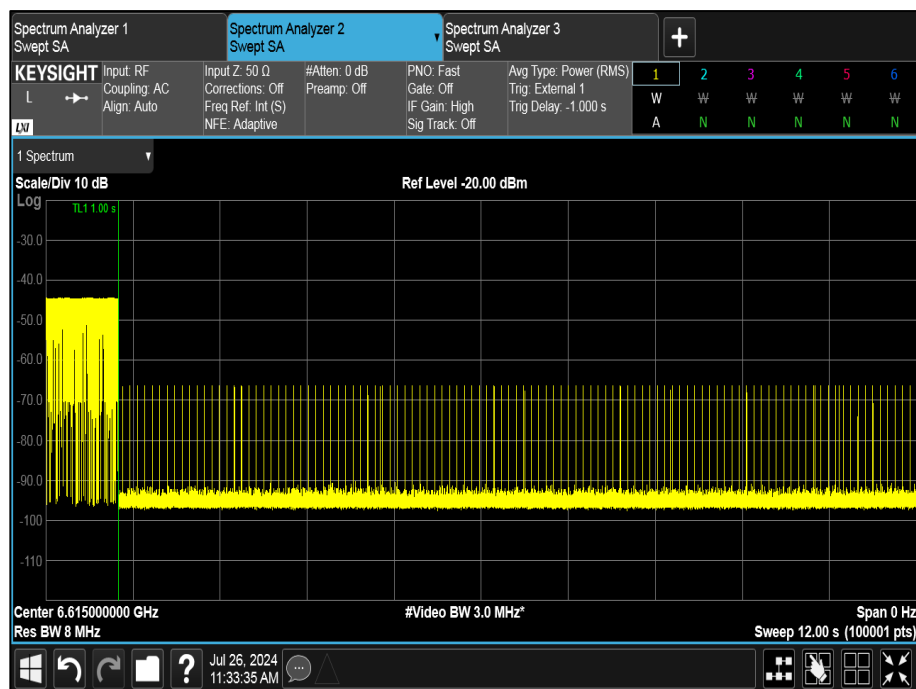 Spectrum Analyzer 1
Swept SA
Spectrum Analyzer 2
Swept SA
Spectrum Analyzer 3
Swept SA
+
KEYSIGHT
L
LXI
Input: RF
Coupling: AC
Align: Auto
Input Z: 50 Ω
Corrections: Off
Freq Ref: Int (S)
NFE: Adaptive
#Atten: 0 dB
Preamp: Off
PNO: Fast
Gate: Off
IF Gain: High
Sig Track: Off
Avg Type: Power (RMS)
Trig: External 1
Trig Delay: -1.000 s
1 2 3 4 5 6
W W W W W W
A N N N N N
1 Spectrum
Scale/Div 10 dB
Ref Level -20.00 dBm
Log
TL1 1.00 s
-30.0
-40.0
-50.0
-60.0
-70.0
-80.0
-90.0
-100
-110
Center 6.615000000 GHz
#Video BW 3.0 MHz*
Span 0 Hz
Res BW 8 MHz
Sweep 12.00 s (100001 pts)
?
Jul 26, 2024
11:33:35 AM